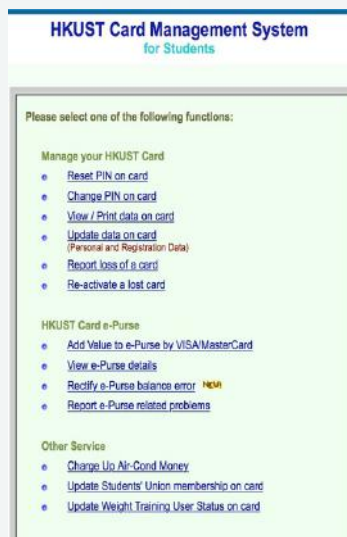 HKUST Card Management System
for Students
Please select one of the following functions:
Manage your HKUST Card
Reset PIN on card
Change PIN on card
View / Print data on card
Update data on card
(Personal and Registration Data)
Report loss of a card
Re-activate a lost card
HKUST Card e-Purse
Add Value to e-Purse by VISA/MasterCard
View e-Purse details
Rectify e-Purse balance error NEW
Report e-Purse related problems
Other Service
Charge Up Air-Cond Money
Update Students' Union membership on card
Update Weight Training User Status on card